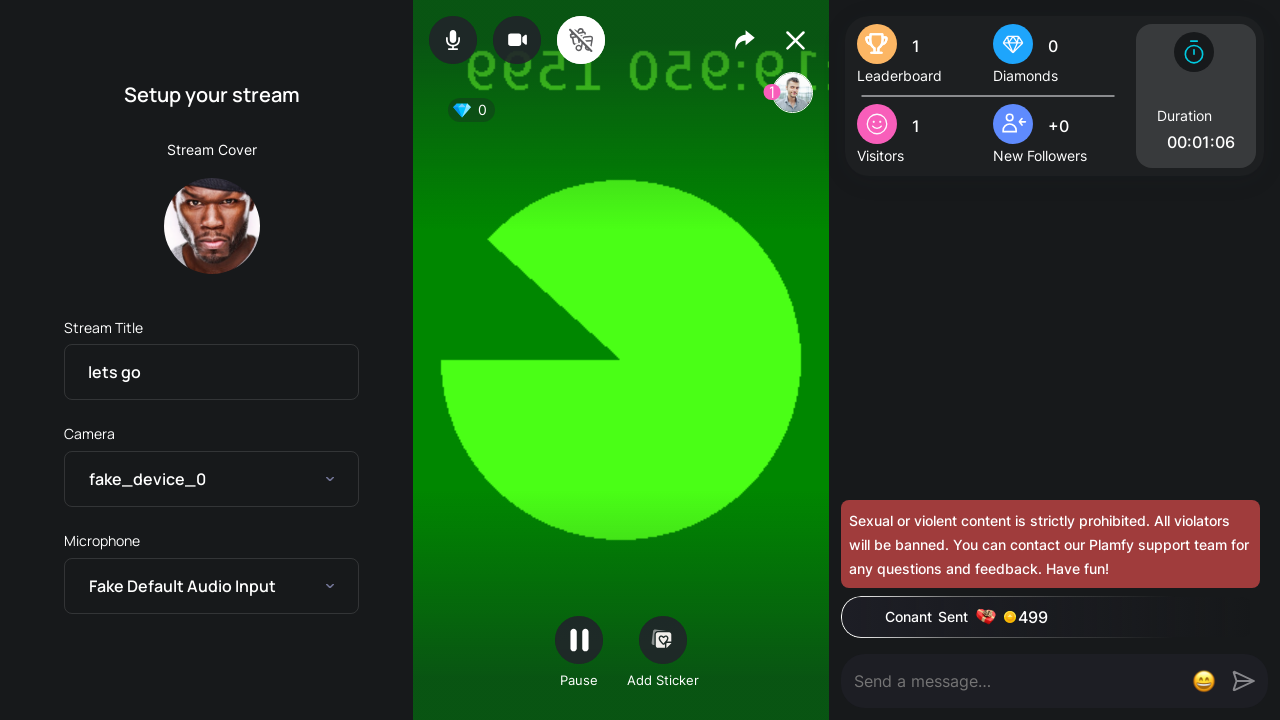 Setup your stream
Stream Cover
Stream Title
lets go
Camera
fake_device_0
Microphone
Fake Default Audio Input
0
1
Pause
Add Sticker
1
Leaderboard
0
Diamonds
1
Visitors
+0
New Followers
Duration
00:01:06
Sexual or violent content is strictly prohibited. All violators
will be banned. You can contact our Plamfy support team for
any questions and feedback. Have fun!
Conant Sent 499
Send a message...